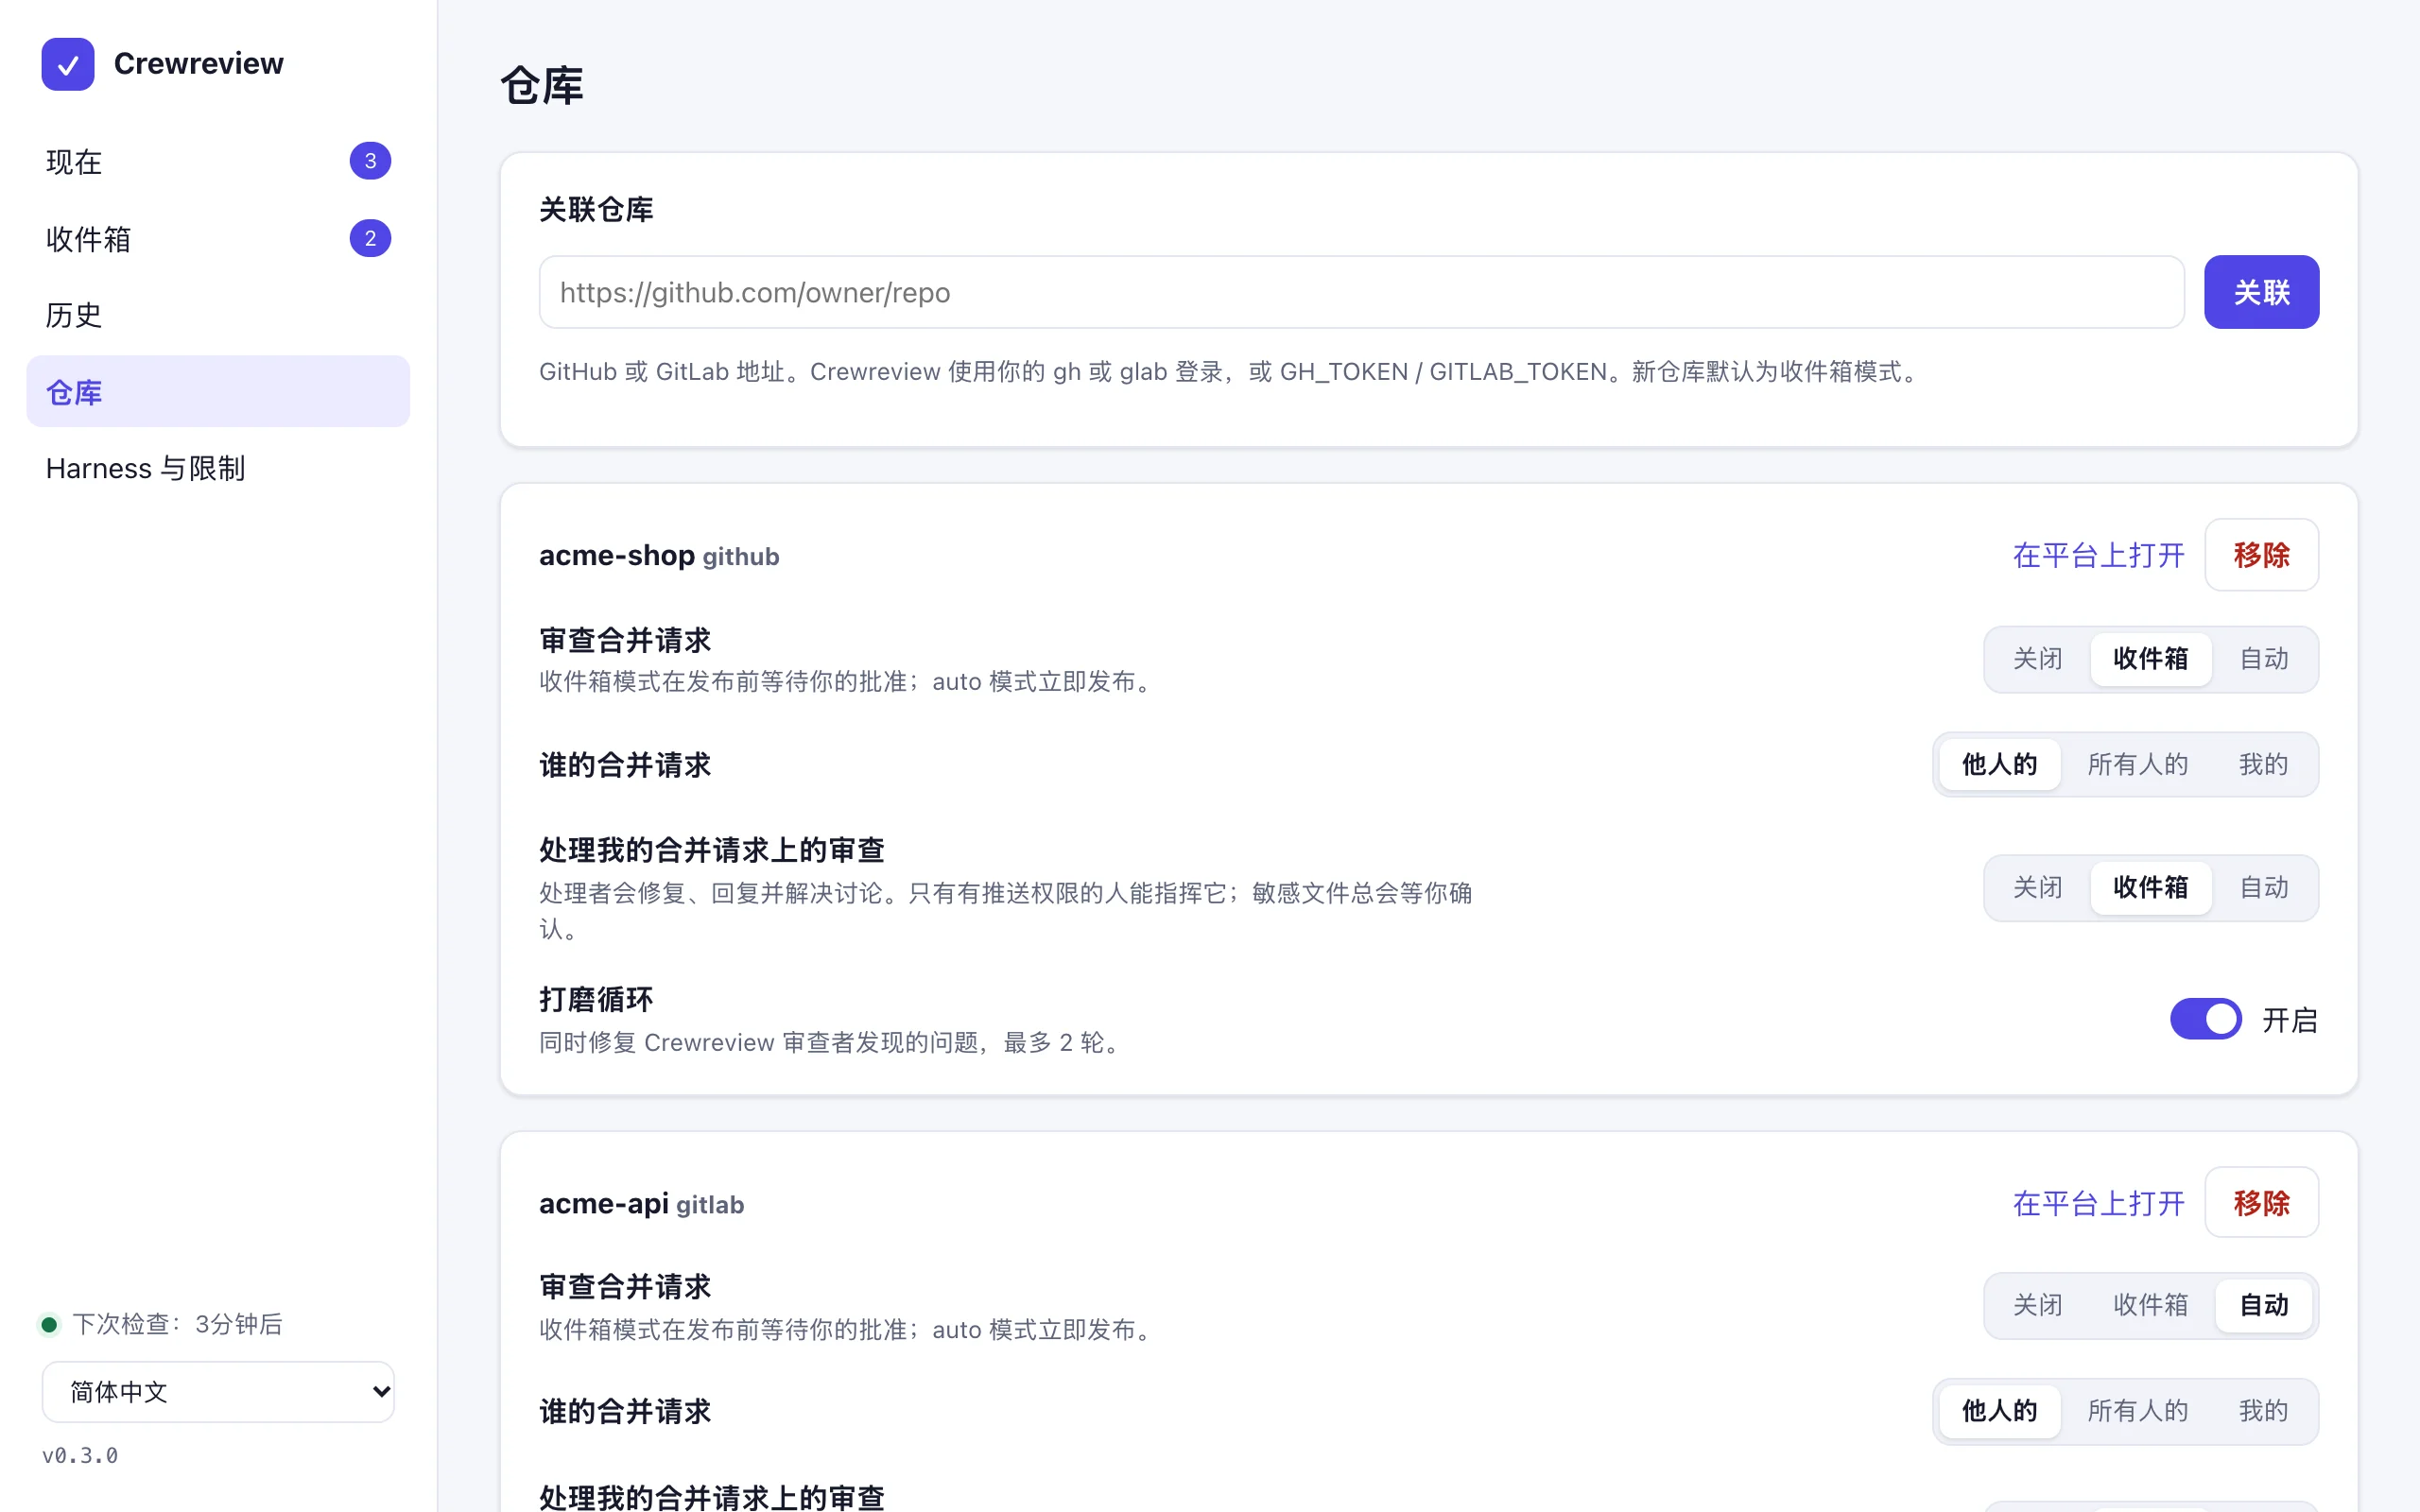 Crewreview
现在 3
收件箱 2
历史
仓库
Harness 与限制
下次检查：3分钟后
简体中文
v0.3.0
仓库
关联仓库
https://github.com/owner/repo 关联
GitHub 或 GitLab 地址。Crewreview 使用你的 gh 或 glab 登录，或 GH_TOKEN / GITLAB_TOKEN。新仓库默认为收件箱模式。
acme-shop github 在平台上打开 移除
审查合并请求
收件箱模式在发布前等待你的批准；auto 模式立即发布。
关闭 收件箱 自动
谁的合并请求 他人的 所有人的 我的
处理我的合并请求上的审查
处理者会修复、回复并解决讨论。只有有推送权限的人能指挥它；敏感文件总会等你确
认。
关闭 收件箱 自动
打磨循环
同时修复 Crewreview 审查者发现的问题，最多 2 轮。
开启
acme-api gitlab 在平台上打开 移除
审查合并请求
收件箱模式在发布前等待你的批准；auto 模式立即发布。
关闭 收件箱 自动
谁的合并请求 他人的 所有人的 我的
处理我的合并请求上的审查